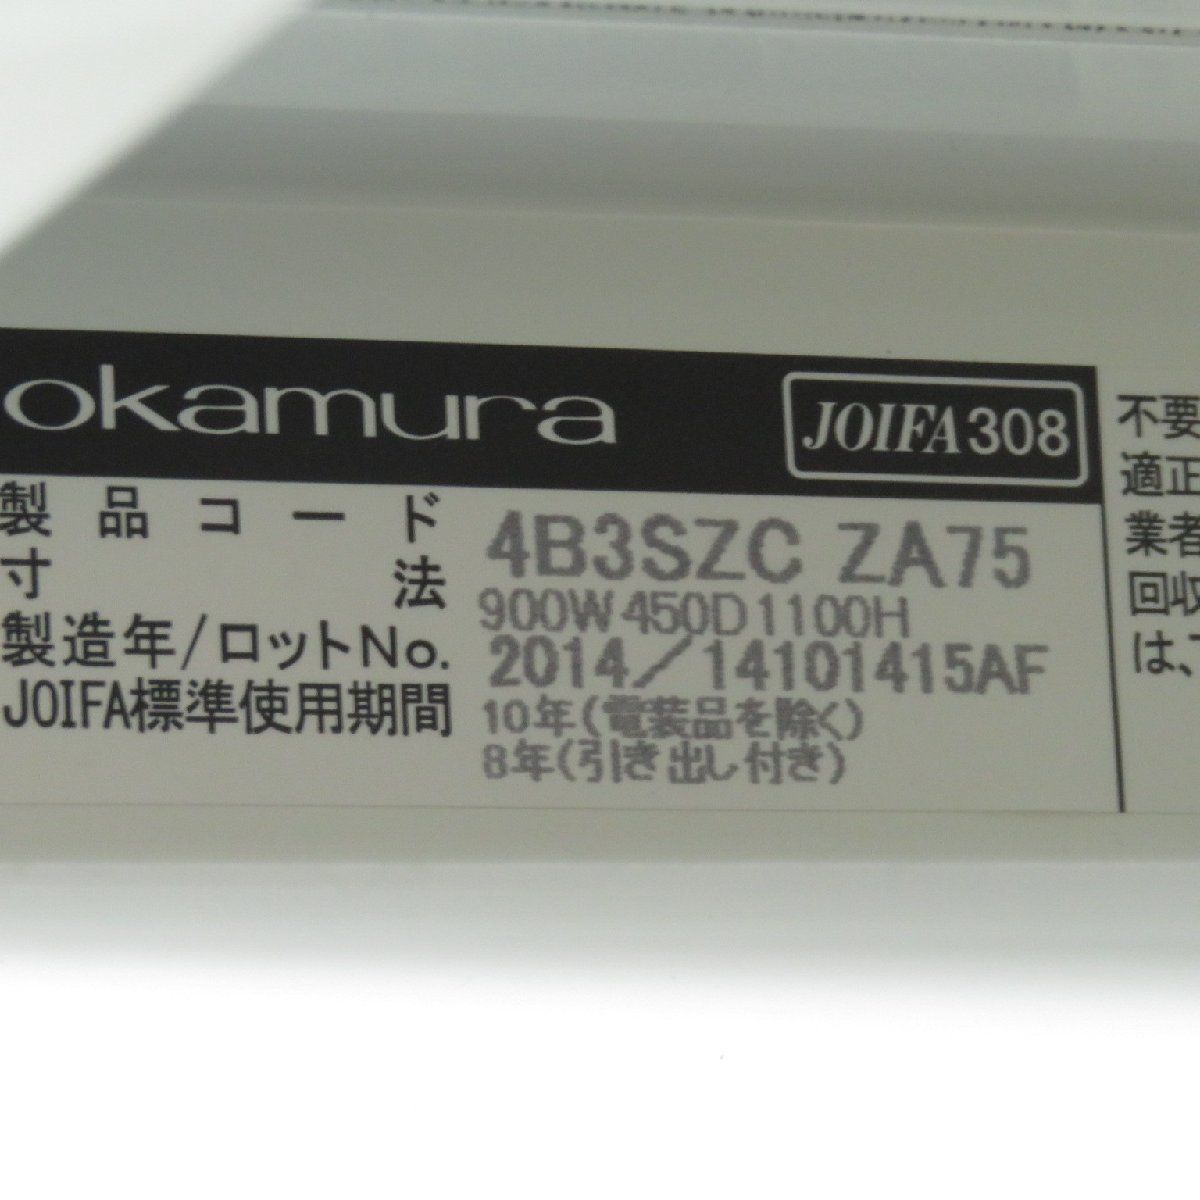 okamura JOIFA308
製品コード 4B3SZC ZA75
寸法 900W450D1100H
製造年/ロットNo. 2014/14101415AF
JOIFA標準使用期間 10年(電装品を除く)
8年(引き出し付き)
不要
適正
業者
回収
は、